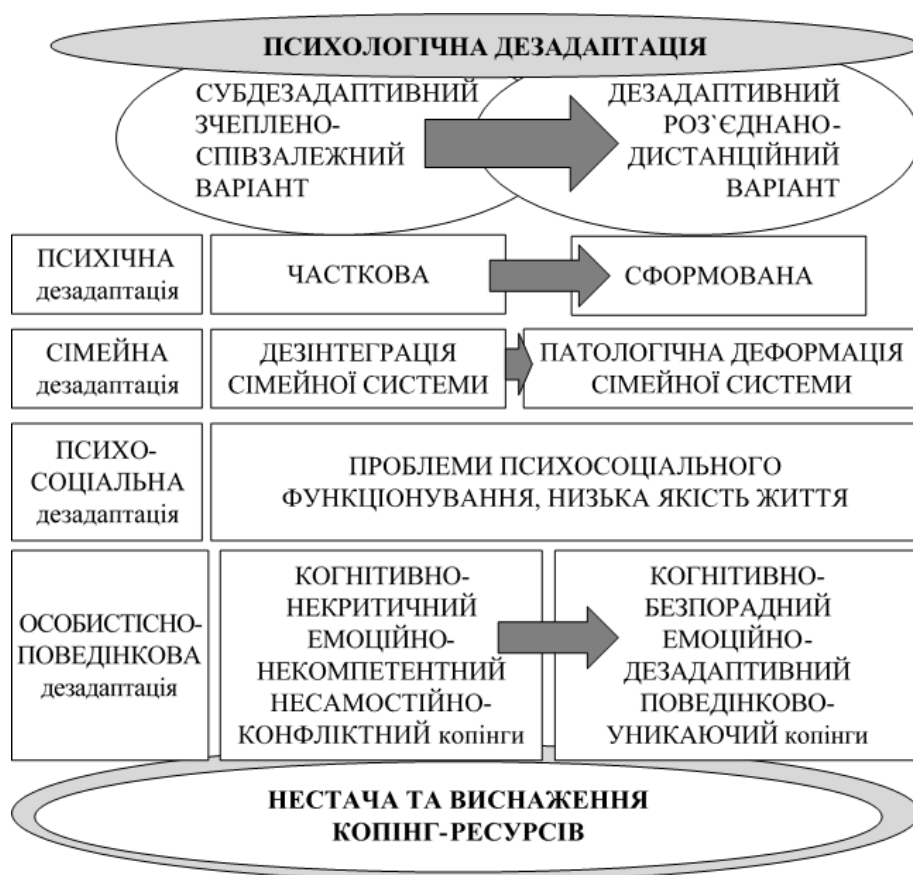 ПСИХОЛОГІЧНА ДЕЗАДАПТАЦІЯ
СУБДЕЗАДАПТИВНИЙ
ЗЧЕПЛЕНО-
СПІВЗАЛЕЖНИЙ
ВАРІАНТ
ДЕЗАДАПТИВНИЙ
РОЗ`ЄДНАНО-
ДИСТАНЦІЙНИЙ
ВАРІАНТ
ПСИХІЧНА
дезадаптація
ЧАСТКОВА
СФОРМОВАНА
СІМЕЙНА
дезадаптація
ДЕЗІНТЕГРАЦІЯ
СІМЕЙНОЇ СИСТЕМИ
ПАТОЛОГІЧНА ДЕФОРМАЦІЯ
СІМЕЙНОЇ СИСТЕМИ
ПСИХО-
СОЦІАЛЬНА
дезадаптація
ПРОБЛЕМИ ПСИХОСОЦІАЛЬНОГО
ФУНКЦІОНУВАННЯ, НИЗЬКА ЯКІСТЬ ЖИТТЯ
ОСОБИСТІСНО-
ПОВЕДІНКОВА
дезадаптація
КОГНІТИВНО-
НЕКРИТИЧНИЙ
ЕМОЦІЙНО-
НЕКОМПЕТЕНТНИЙ
НЕСАМОСТІЙНО-
КОНФЛІКТНИЙ копінги
КОГНІТИВНО-
БЕЗПОРАДНИЙ
ЕМОЦІЙНО-
ДЕЗАДАПТИВНИЙ
ПОВЕДІНКОВО-
УНИКАЮЧИЙ копінги
НЕСТАЧА ТА ВИСНАЖЕННЯ
КОПІНГ-РЕСУРСІВ